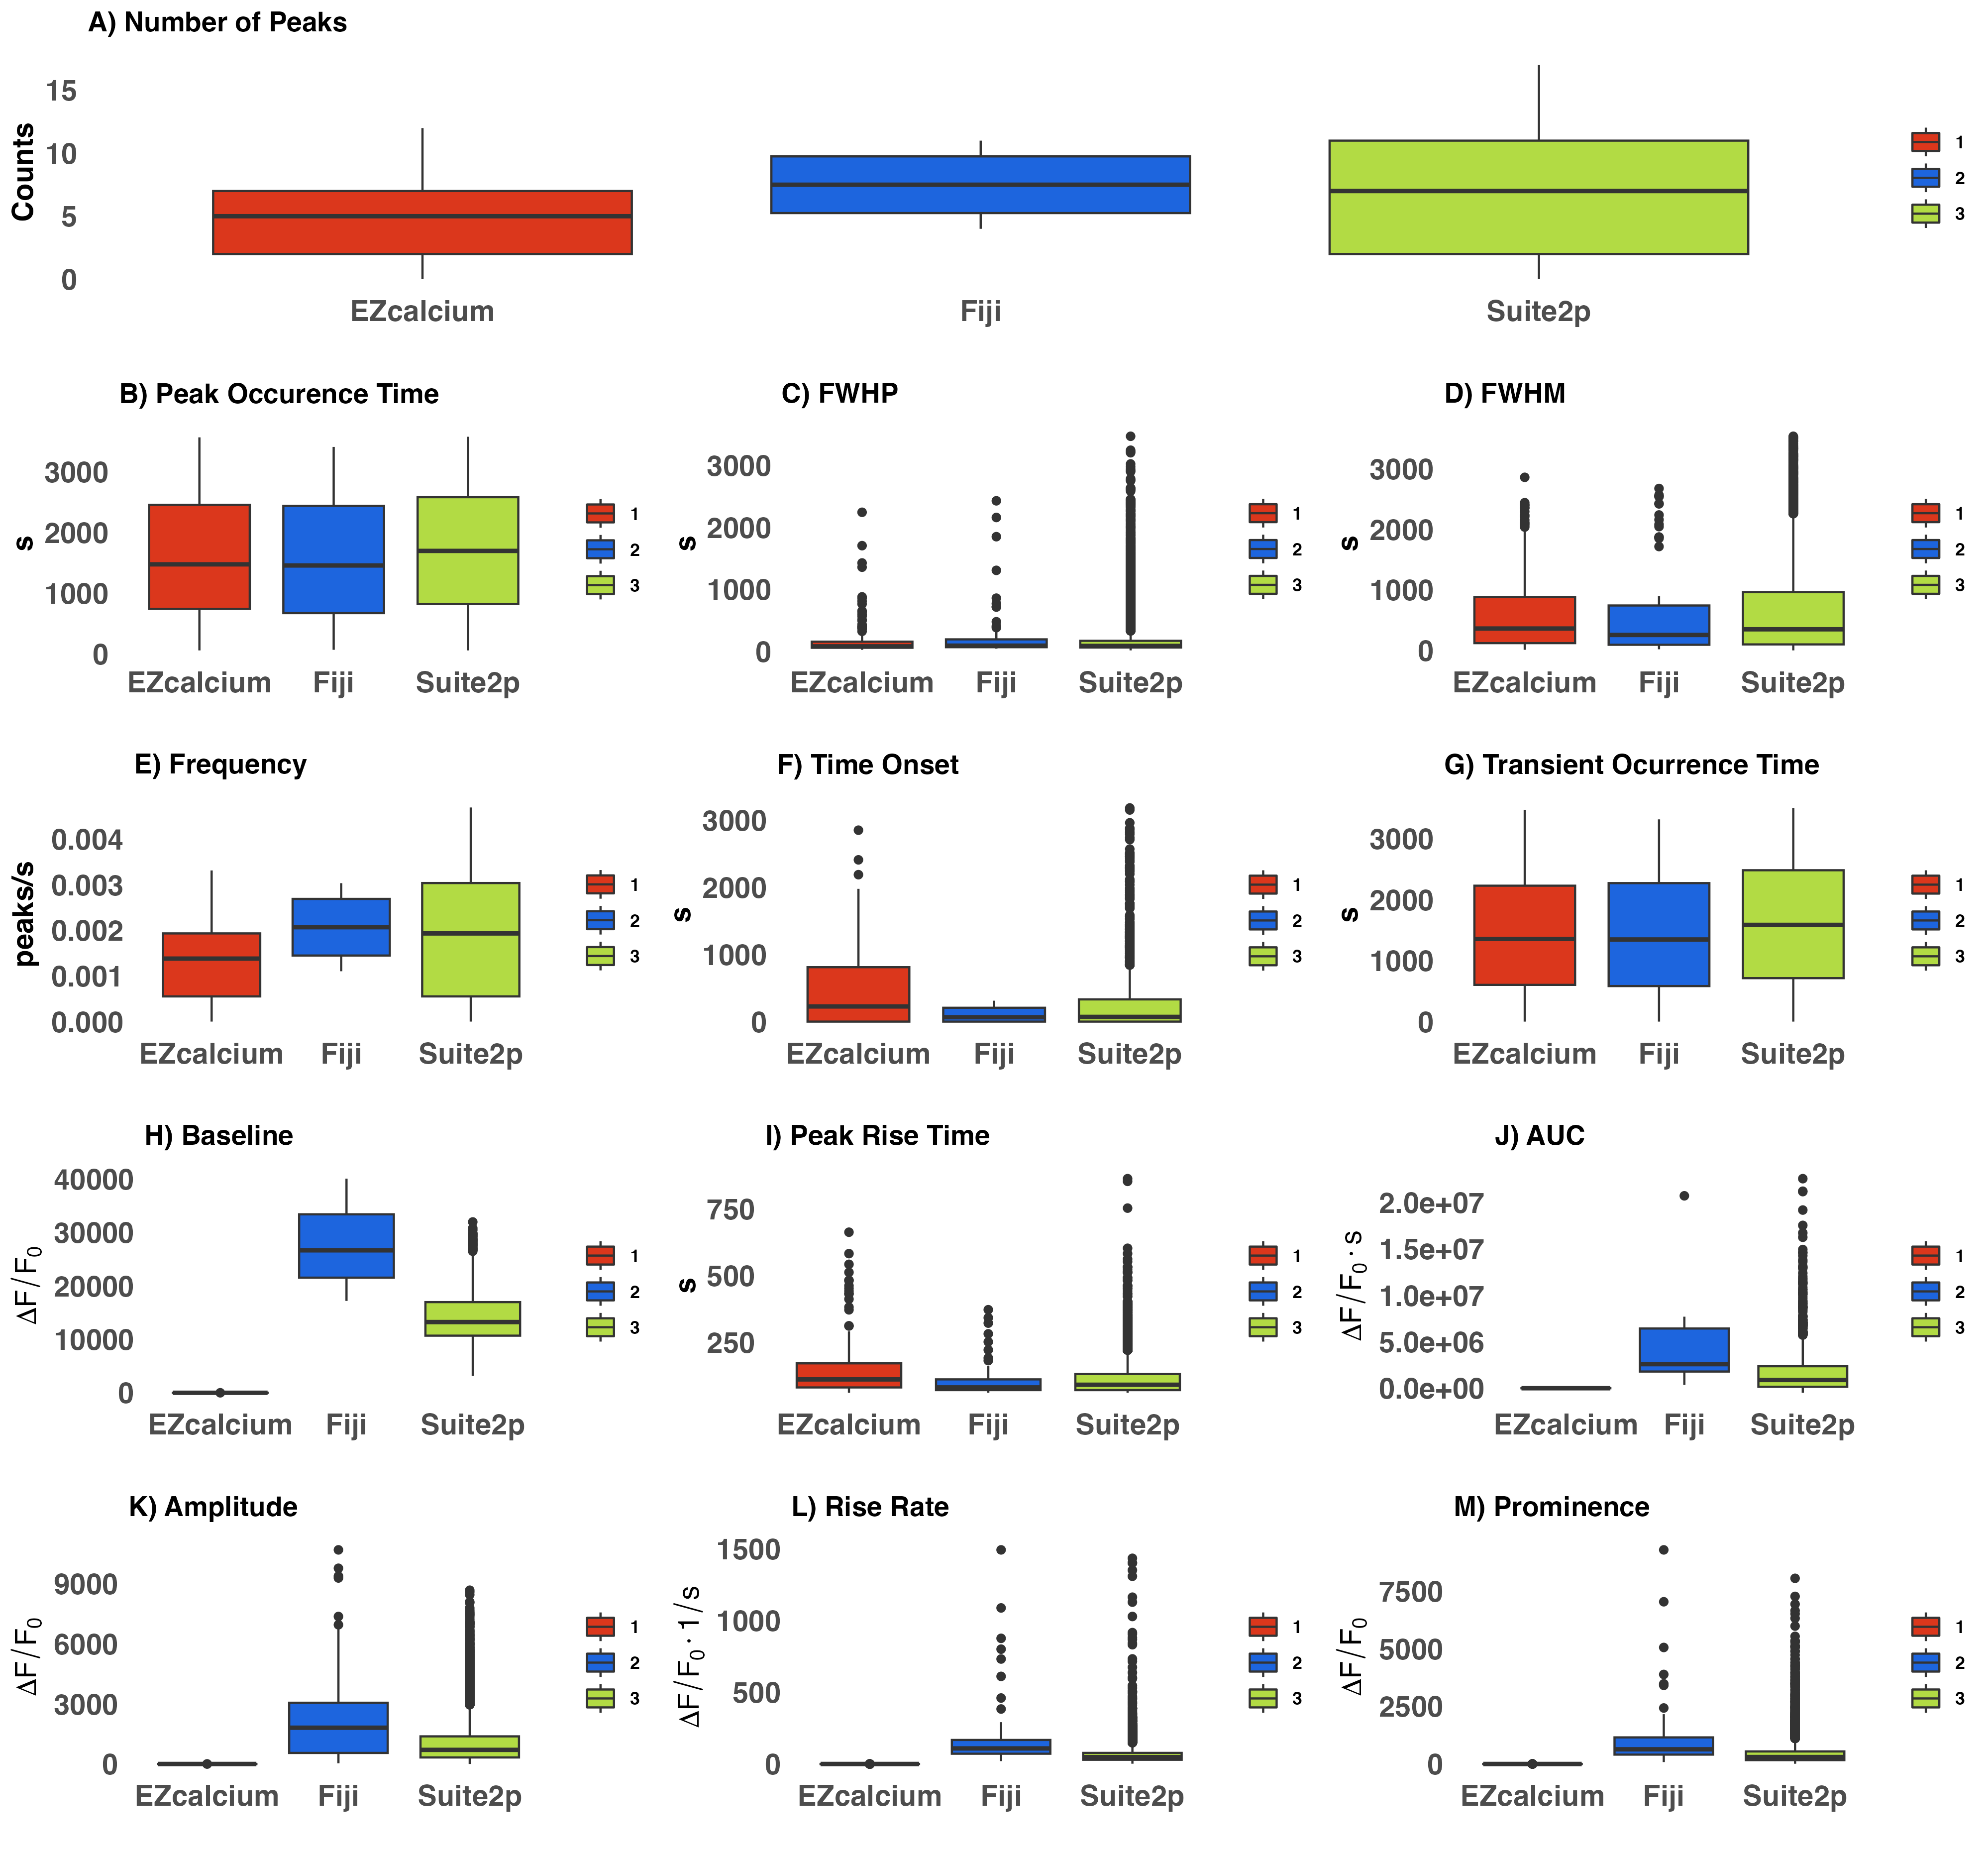 A) Number of Peaks
Counts
15
10
5
0
EZcalcium Fiji Suite2p
1
2
3
B) Peak Occurence Time
s
3000
2000
1000
0
EZcalcium Fiji Suite2p
1
2
3
C) FWHP
s
3000
2000
1000
0
EZcalcium Fiji Suite2p
1
2
3
D) FWHM
s
3000
2000
1000
0
EZcalcium Fiji Suite2p
1
2
3
E) Frequency
peaks/s
0.004
0.003
0.002
0.001
0.000
EZcalcium Fiji Suite2p
1
2
3
F) Time Onset
s
3000
2000
1000
0
EZcalcium Fiji Suite2p
1
2
3
G) Transient Ocurrence Time
s
3000
2000
1000
0
EZcalcium Fiji Suite2p
1
2
3
H) Baseline
ΔF/F₀
40000
30000
20000
10000
0
EZcalcium Fiji Suite2p
1
2
3
I) Peak Rise Time
s
750
500
250
EZcalcium Fiji Suite2p
1
2
3
J) AUC
ΔF/F₀·s
2.0e+07
1.5e+07
1.0e+07
5.0e+06
0.0e+00
EZcalcium Fiji Suite2p
1
2
3
K) Amplitude
ΔF/F₀
9000
6000
3000
0
EZcalcium Fiji Suite2p
1
2
3
L) Rise Rate
ΔF/F₀·1/s
1500
1000
500
0
EZcalcium Fiji Suite2p
1
2
3
M) Prominence
ΔF/F₀
7500
5000
2500
0
EZcalcium Fiji Suite2p
1
2
3